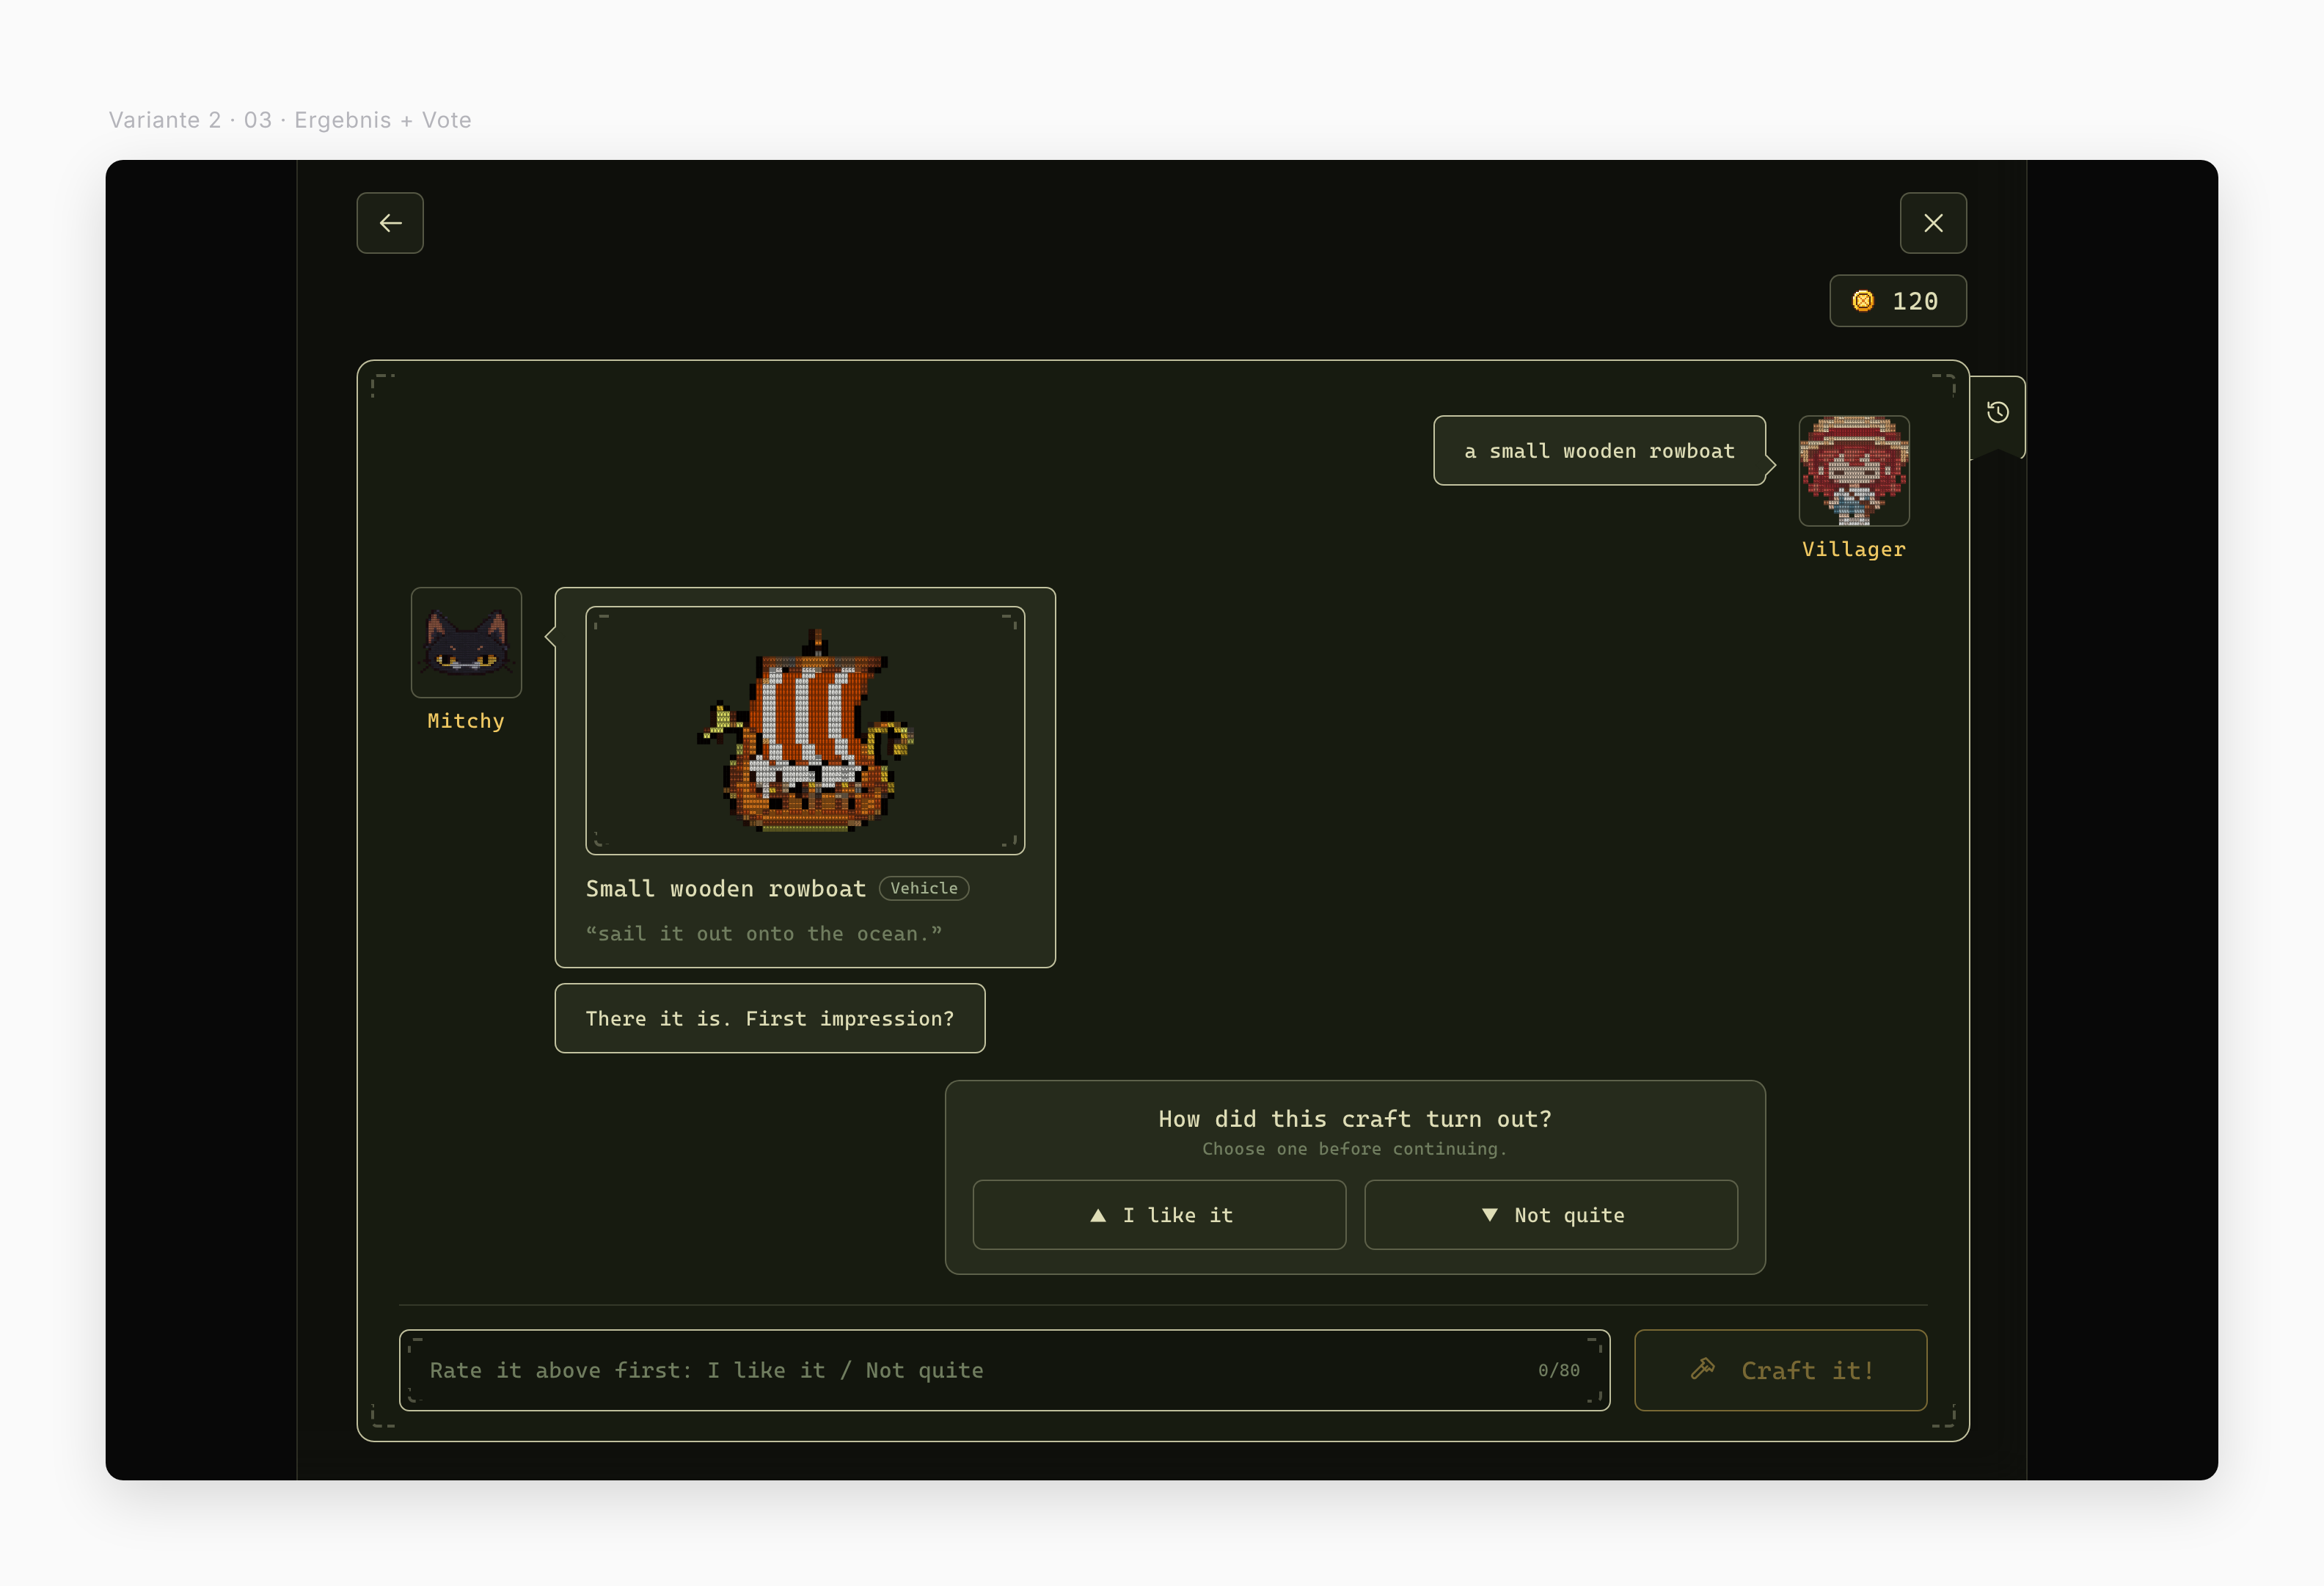 Variante 2 · 03 · Ergebnis + Vote
120
a small wooden rowboat
Villager
Mitchy
Small wooden rowboat Vehicle
“sail it out onto the ocean.”
There it is. First impression?
How did this craft turn out?
Choose one before continuing.
▲ I like it ▼ Not quite
Rate it above first: I like it / Not quite 0/80 Craft it!